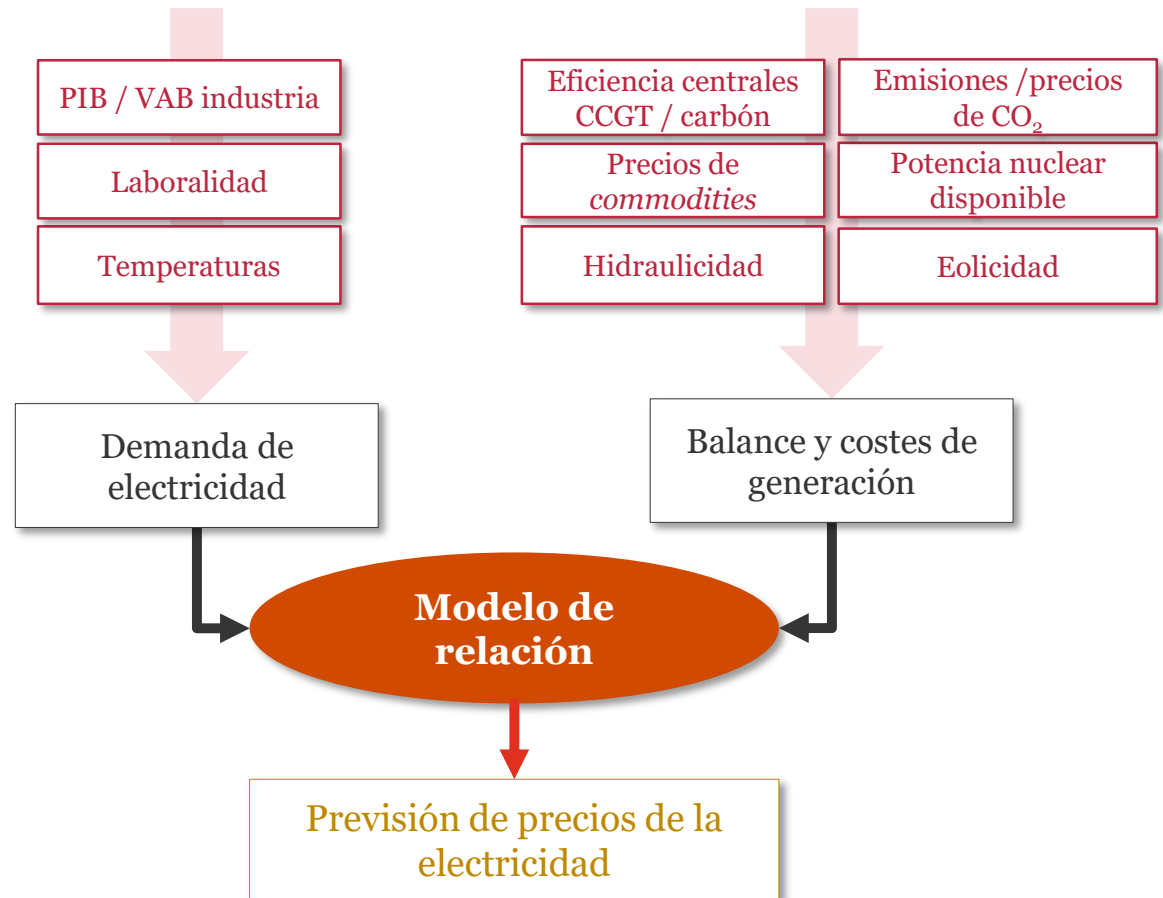 PIB / VAB industria
Laboralidad
Temperaturas
Eficiencia centrales
CCGT / carbón
Emisiones /precios
de CO₂
Precios de
commodities
Potencia nuclear
disponible
Hidraulicidad
Eolicidad
Demanda de
electricidad
Balance y costes de
generación
Modelo de
relación
Previsión de precios de la
electricidad